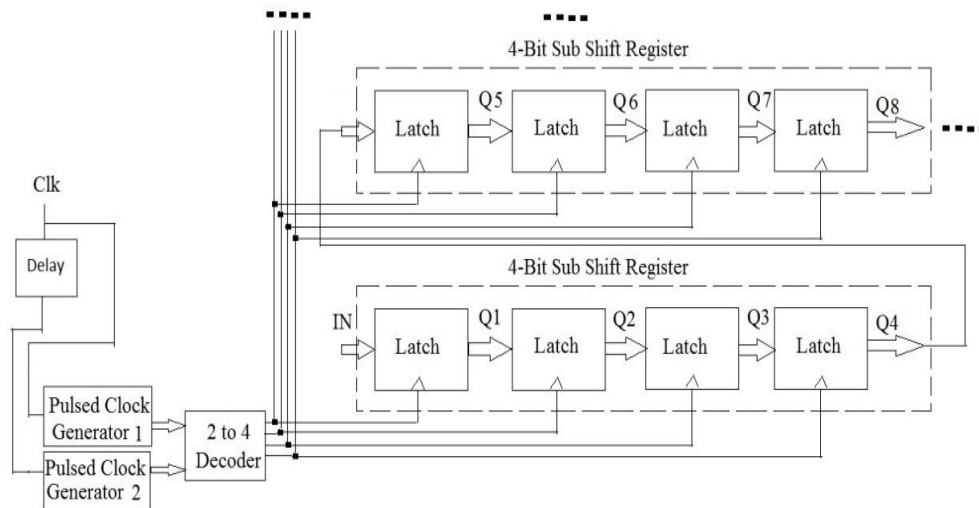 4-Bit Sub Shift Register
Q5
Q6
Q7
Q8
Latch
Latch
Latch
Latch
Clk
Delay
4-Bit Sub Shift Register
IN
Q1
Q2
Q3
Q4
Latch
Latch
Latch
Latch
Pulsed Clock
Generator 1
2 to 4
Decoder
Pulsed Clock
Generator 2